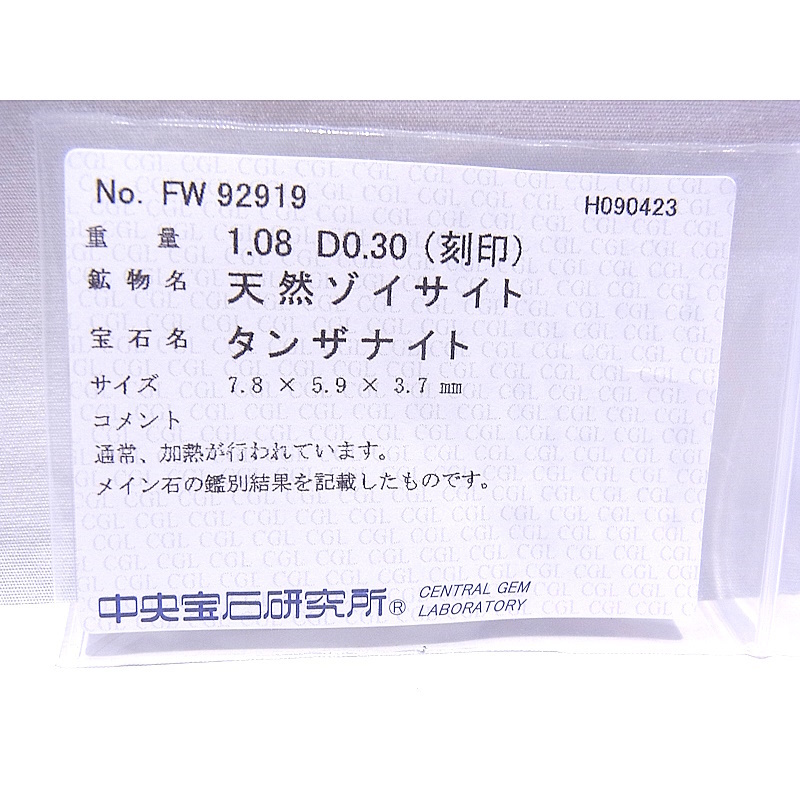 No. FW 92919 H090423
重 量 1.08 D0.30 (刻印)
鉱 物 名 天然ゾイサイト
宝 石 名 タンザナイト
サイズ 7.8 × 5.9 × 3.7 ㎜
コメント
通常、加熱が行われています。
メイン石の鑑別結果を記載したものです。
中央宝石研究所® CENTRAL GEM
LABORATORY